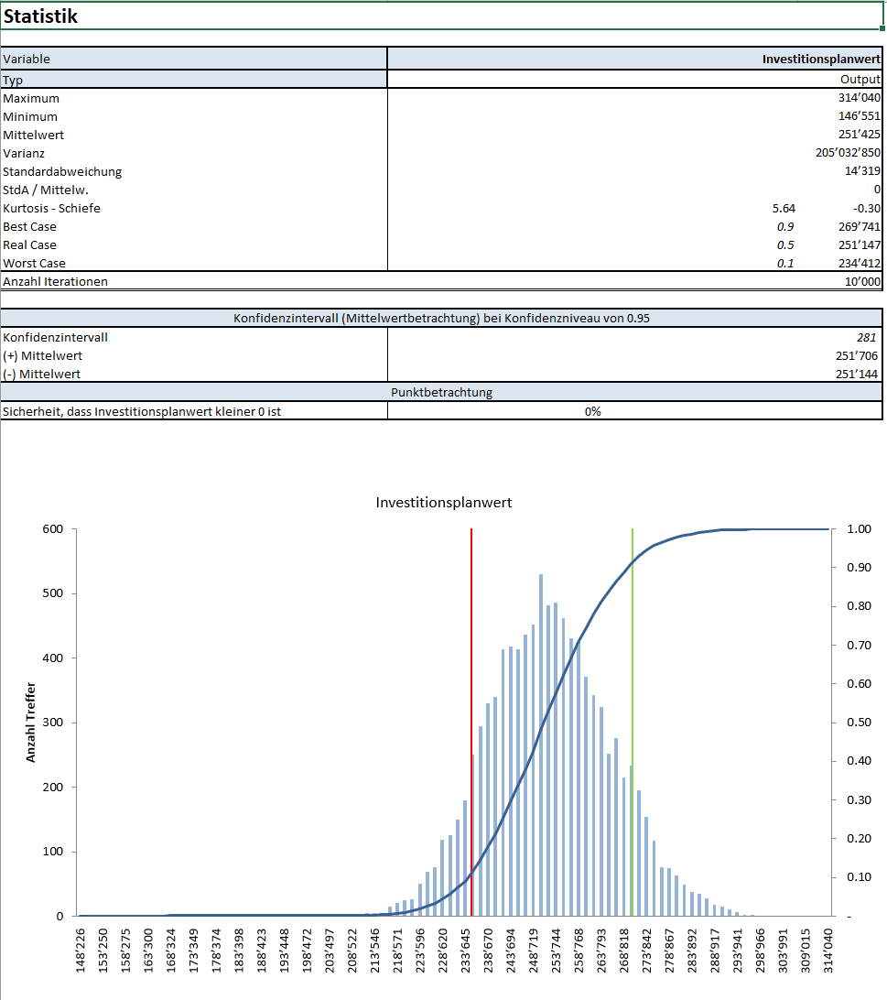 Statistik
Variable Investitionsplanwert
Typ Output
Maximum 314’040
Minimum 146’551
Mittelwert 251’425
Varianz 205’032’850
Standardabweichung 14’319
StdA / Mittelw. 0
Kurtosis - Schiefe 5.64 -0.30
Best Case 0.9 269’741
Real Case 0.5 251’147
Worst Case 0.1 234’412
Anzahl Iterationen 10’000
Konfidenzintervall (Mittelwertbetrachtung) bei Konfidenzniveau von 0.95
Konfidenzintervall 281
(+) Mittelwert 251’706
(-) Mittelwert 251’144
Punktbetrachtung
Sicherheit, dass Investitionsplanwert kleiner 0 ist 0%
Investitionsplanwert
600 1.00
0.90
500
0.80
400 0.70
0.60
300 0.50
0.40
200
0.30
0.20
100
0.10
0 -
Anzahl Treffer
148’226
153’250
158’275
163’300
168’324
173’349
178’374
183’398
188’423
193’448
198’472
203’497
208’522
213’546
218’571
223’596
228’620
233’645
238’670
243’694
248’719
253’744
258’768
263’793
268’818
273’842
278’867
283’892
288’917
293’941
298’966
303’991
309’015
314’040